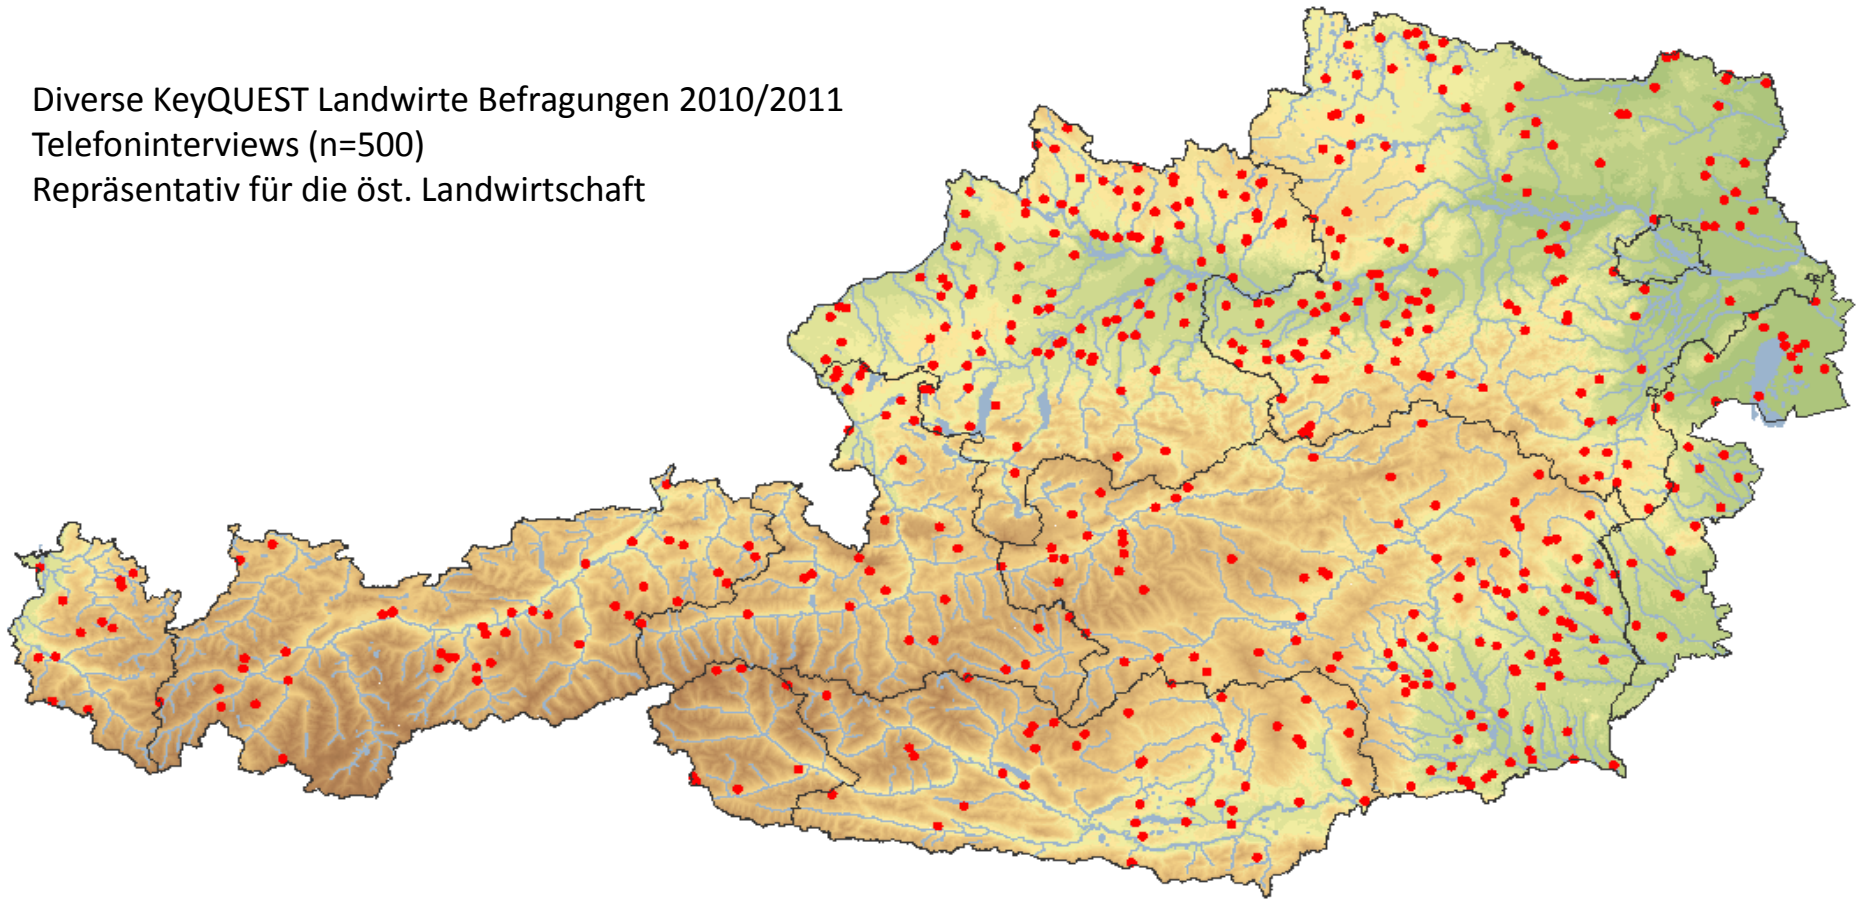 Diverse KeyQUEST Landwirte Befragungen 2010/2011
Telefoninterviews (n=500)
Repräsentativ für die öst. Landwirtschaft